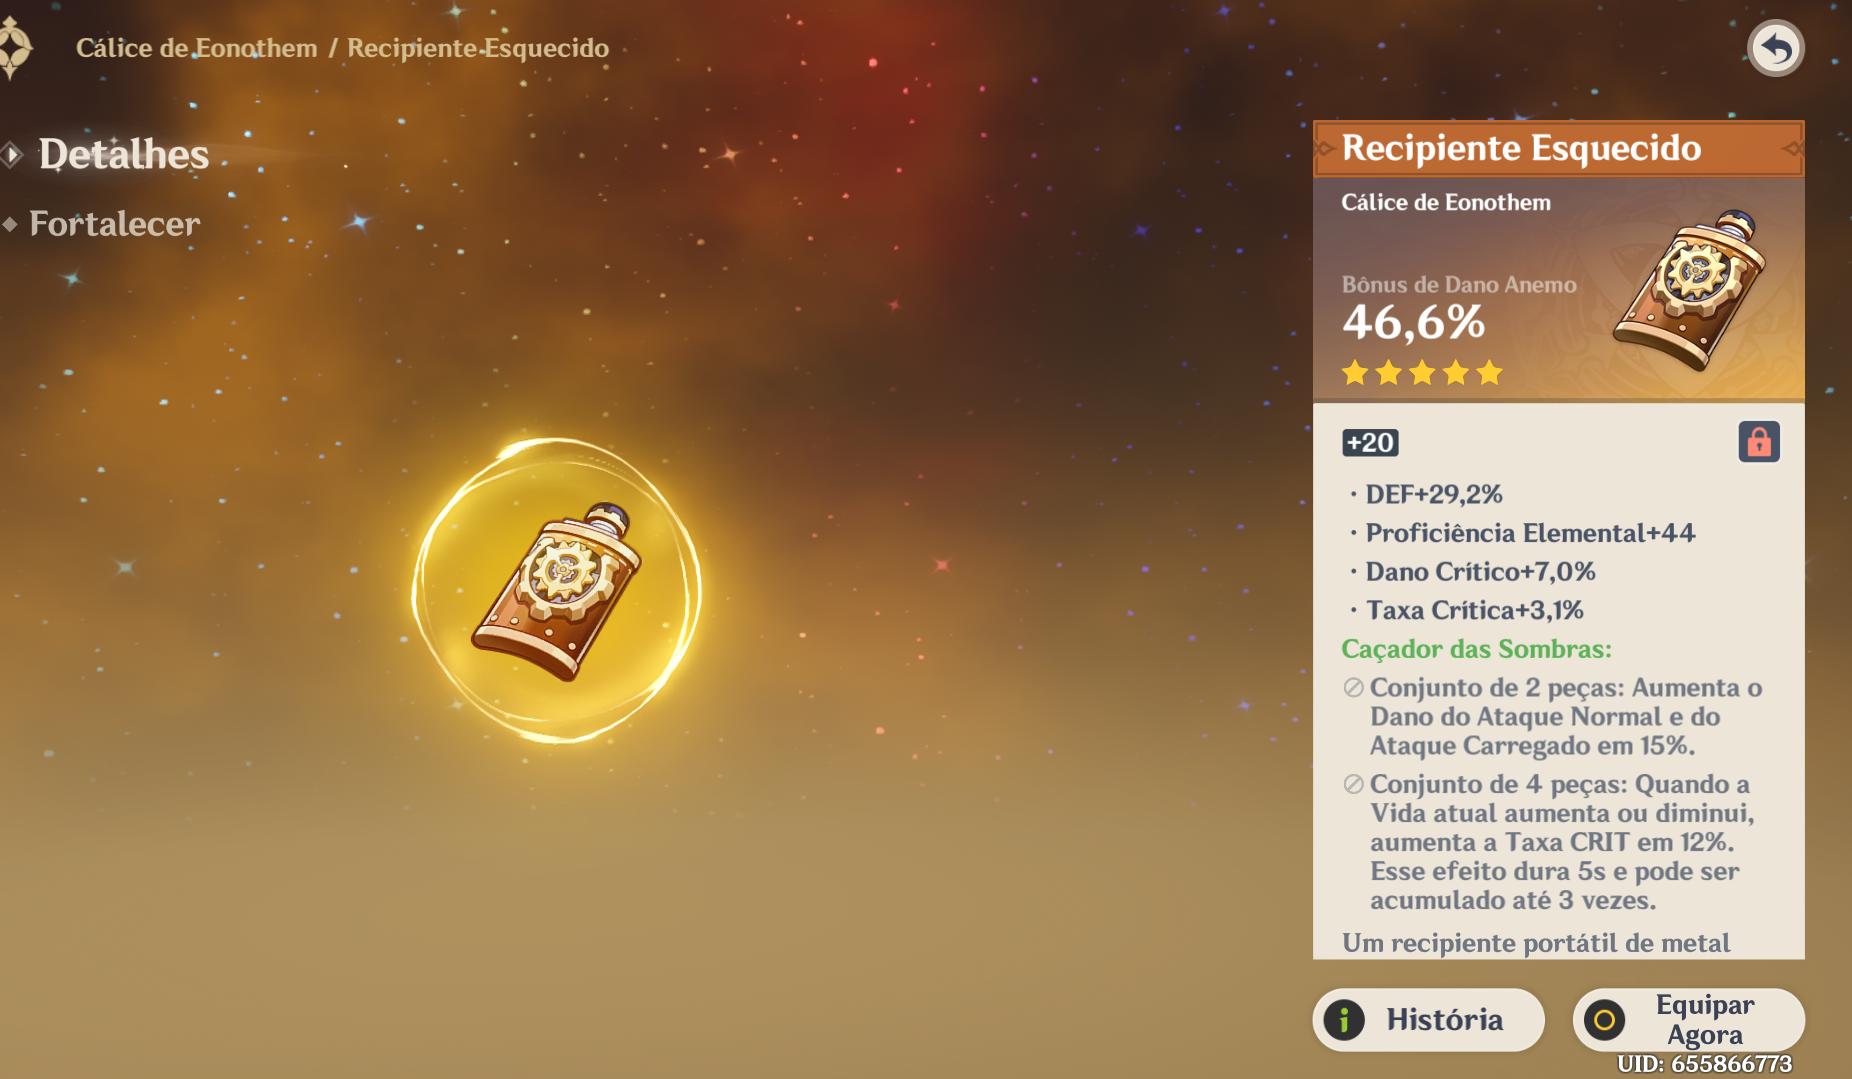 Cálice de Eonothem / Recipiente Esquecido
Detalhes
Fortalecer
Recipiente Esquecido
Cálice de Eonothem
Bônus de Dano Anemo
46,6%
+20
· DEF+29,2%
· Proficiência Elemental+44
· Dano Crítico+7,0%
· Taxa Crítica+3,1%
Caçador das Sombras:
Conjunto de 2 peças: Aumenta o
Dano do Ataque Normal e do
Ataque Carregado em 15%.
Conjunto de 4 peças: Quando a
Vida atual aumenta ou diminui,
aumenta a Taxa CRIT em 12%.
Esse efeito dura 5s e pode ser
acumulado até 3 vezes.
Um recipiente portátil de metal
História
Equipar
Agora
UID: 655866773